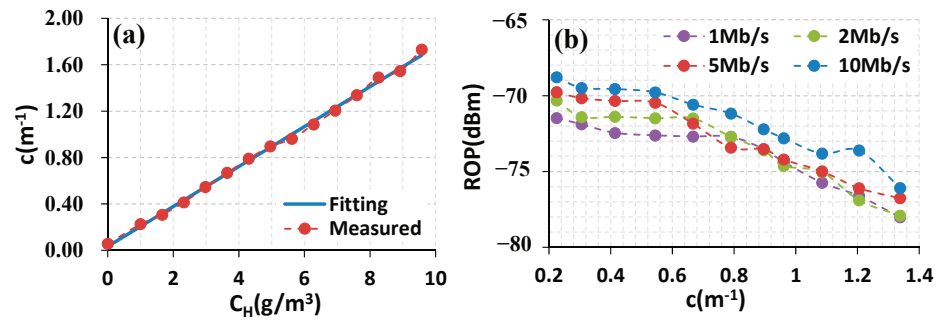 (a)
c(m⁻¹)
1.60
1.20
0.80
0.40
0.00
Fitting
Measured
0 2 4 6 8 10
C_H(g/m³)
(b)
ROP(dBm)
−65
−70
−75
−80
1Mb/s 2Mb/s
5Mb/s 10Mb/s
0.2 0.4 0.6 0.8 1 1.2 1.4
c(m⁻¹)